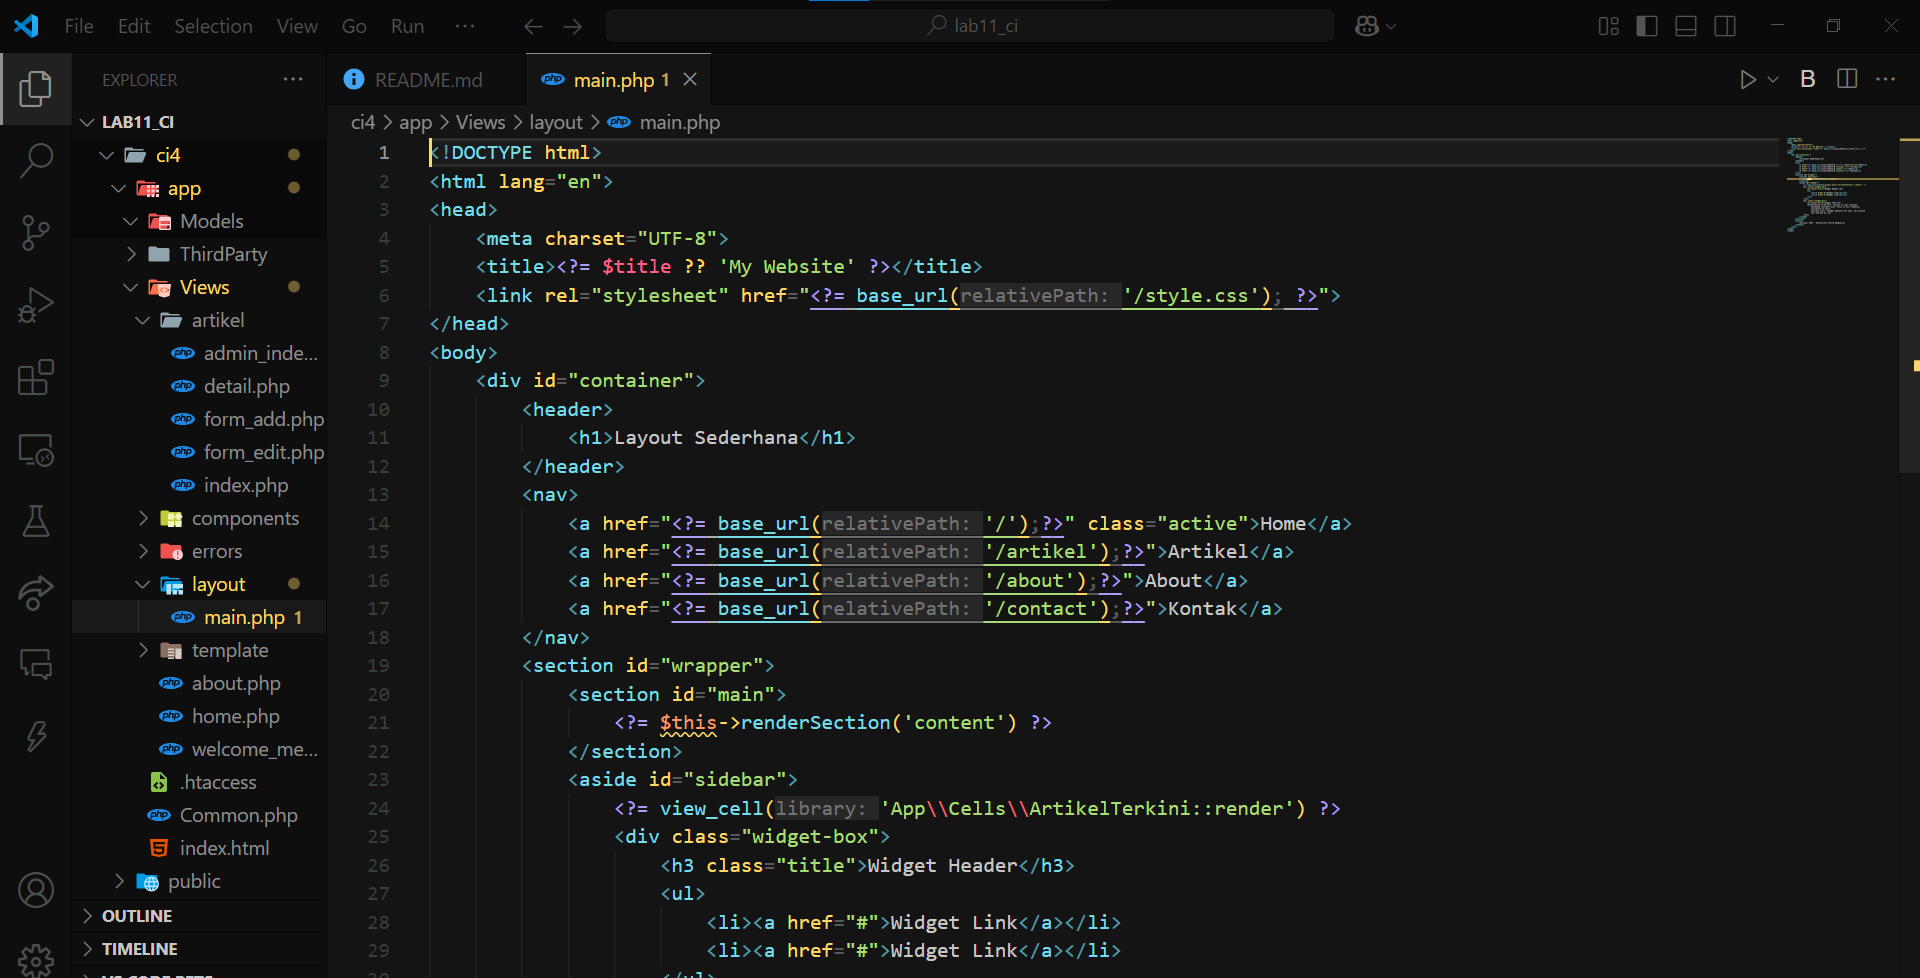 File Edit Selection View Go Run ··· lab11_ci
EXPLORER ···
LAB11_CI
ci4
app
Models
ThirdParty
Views
artikel
admin_inde...
detail.php
form_add.php
form_edit.php
index.php
components
errors
layout
main.php 1
template
about.php
home.php
welcome_me...
.htaccess
Common.php
index.html
public
OUTLINE
TIMELINE
VS CODE PETS
README.md
main.php 1
B
ci4 > app > Views > layout > main.php
1 <!DOCTYPE html>
2 <html lang="en">
3 <head>
4 <meta charset="UTF-8">
5 <title><?= $title ?? 'My Website' ?></title>
6 <link rel="stylesheet" href="<?= base_url(relativePath: '/style.css'); ?>">
7 </head>
8 <body>
9 <div id="container">
10 <header>
11 <h1>Layout Sederhana</h1>
12 </header>
13 <nav>
14 <a href="<?= base_url(relativePath: '/');?>" class="active">Home</a>
15 <a href="<?= base_url(relativePath: '/artikel');?>">Artikel</a>
16 <a href="<?= base_url(relativePath: '/about');?>">About</a>
17 <a href="<?= base_url(relativePath: '/contact');?>">Kontak</a>
18 </nav>
19 <section id="wrapper">
20 <section id="main">
21 <?= $this->renderSection('content') ?>
22 </section>
23 <aside id="sidebar">
24 <?= view_cell(library: 'App\\Cells\\ArtikelTerkini::render') ?>
25 <div class="widget-box">
26 <h3 class="title">Widget Header</h3>
27 <ul>
28 <li><a href="#">Widget Link</a></li>
29 <li><a href="#">Widget Link</a></li>
30 </ul>